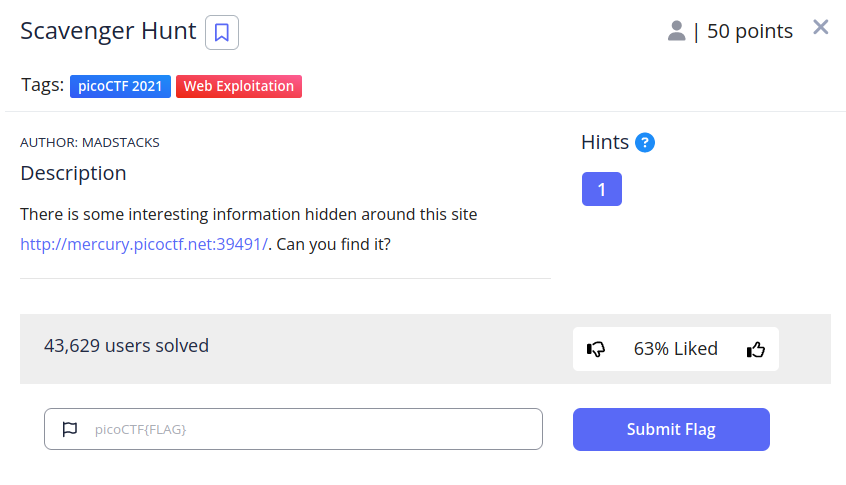 Scavenger Hunt
| 50 points
Tags: picoCTF 2021 Web Exploitation
AUTHOR: MADSTACKS
Hints ?
Description
1
There is some interesting information hidden around this site
http://mercury.picoctf.net:39491/. Can you find it?
43,629 users solved
63% Liked
picoCTF{FLAG}
Submit Flag